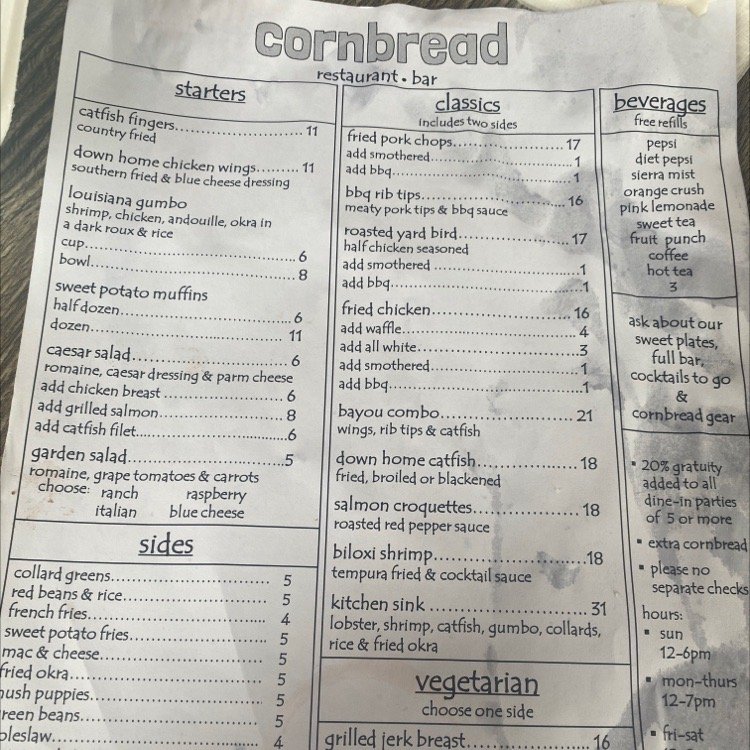 cornbread
restaurant • bar
starters
catfish fingers..................... 11
country fried
down home chicken wings.......... 11
southern fried & blue cheese dressing
louisiana gumbo
shrimp, chicken, andouille, okra in
a dark roux & rice
cup.................................... 6
bowl.................................. 8
sweet potato muffins
half dozen......................... 6
dozen................................ 11
caesar salad......................... 6
romaine, caesar dressing & parm cheese
add chicken breast ................. 6
add grilled salmon.................. 8
add catfish filet..................... 6
garden salad......................... 5
romaine, grape tomatoes & carrots
choose: ranch raspberry
italian blue cheese
sides
collard greens....................... 5
red beans & rice..................... 5
french fries.......................... 4
sweet potato fries................... 5
mac & cheese........................ 5
fried okra............................ 5
hush puppies......................... 5
green beans.......................... 5
coleslaw............................. 4
classics
includes two sides
fried pork chops.................... 17
add smothered...................... 1
add bbq............................. 1
bbq rib tips.......................... 16
meaty pork tips & bbq sauce
roasted yard bird................... 17
half chicken seasoned
add smothered ..................... 1
add bbq............................. 1
fried chicken........................ 16
add waffle........................... 4
add all white........................ 3
add smothered...................... 1
add bbq............................. 1
bayou combo........................ 21
wings, rib tips & catfish
down home catfish.................. 18
fried, broiled or blackened
salmon croquettes................... 18
roasted red pepper sauce
biloxi shrimp........................ 18
tempura fried & cocktail sauce
kitchen sink ........................ 31
lobster, shrimp, catfish, gumbo, collards,
rice & fried okra
vegetarian
choose one side
grilled jerk breast................... 16
beverages
free refills
pepsi
diet pepsi
sierra mist
orange crush
pink lemonade
sweet tea
fruit punch
coffee
hot tea
3
ask about our
sweet plates,
full bar,
cocktails to go
&
cornbread gear
▪ 20% gratuity
added to all
dine-in parties
of 5 or more
▪ extra cornbread
▪ please no
separate checks
hours:
▪ sun
12-6pm
▪ mon-thurs
12-7pm
▪ fri-sat